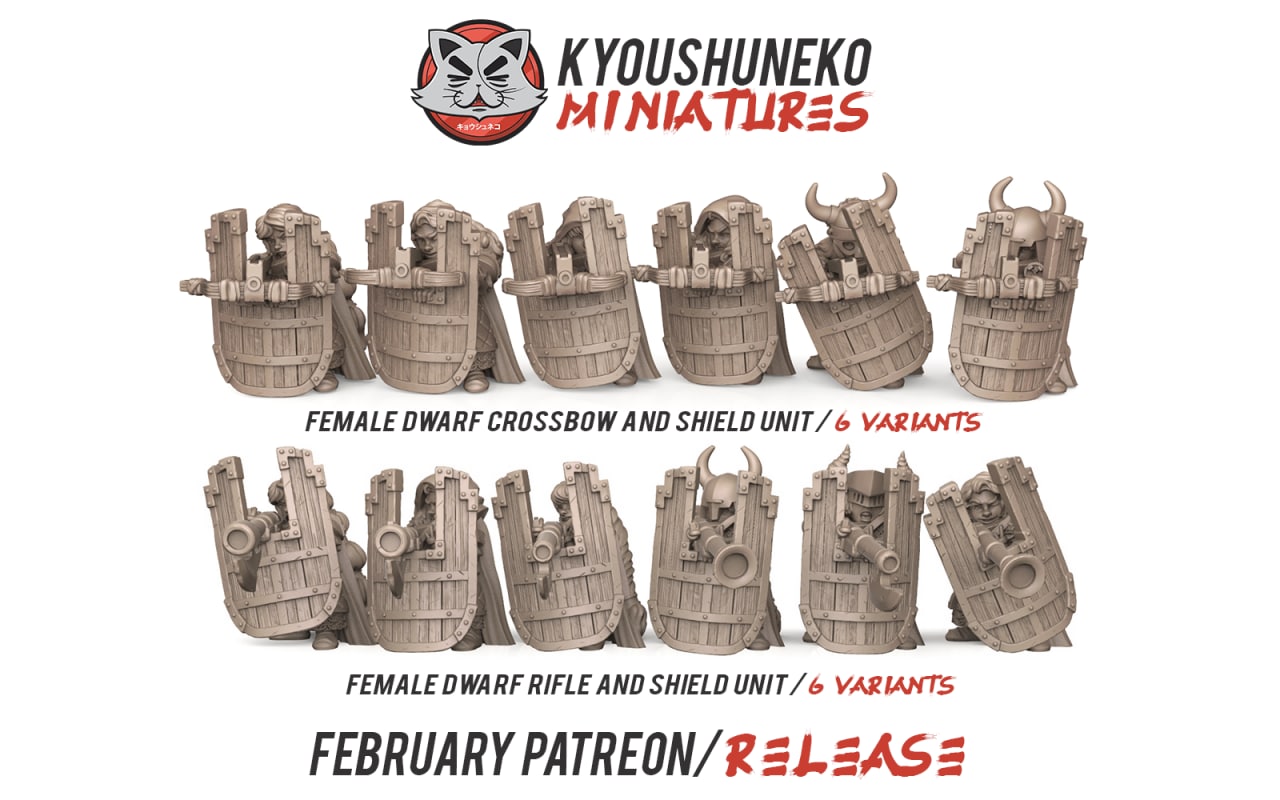 KYOUSHUNEKO
MINIATURES
キョウシュネコ
FEMALE DWARF CROSSBOW AND SHIELD UNIT / 6 VARIANTS
FEMALE DWARF RIFLE AND SHIELD UNIT / 6 VARIANTS
FEBRUARY PATREON/RELEASE